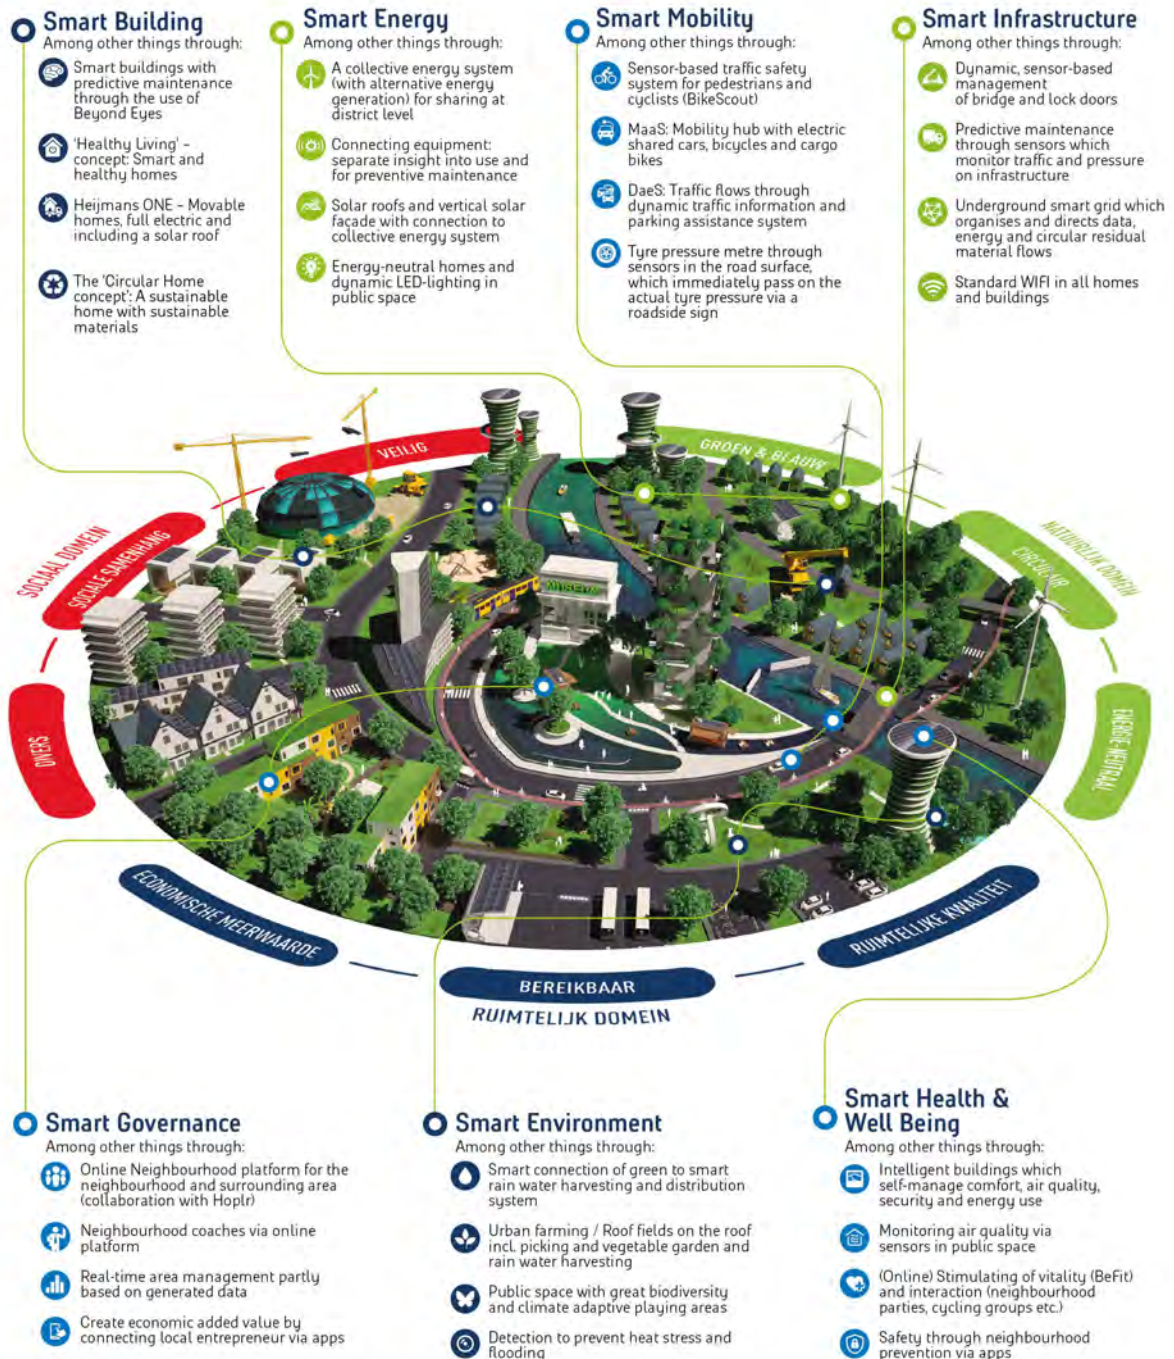 Smart Building
Among other things through:
Smart buildings with
predictive maintenance
through the use of
Beyond Eyes
'Healthy Living' –
concept: Smart and
healthy homes
Heijmans ONE – Movable
homes, full electric and
including a solar roof
The 'Circular Home
concept': A sustainable
home with sustainable
materials
Smart Energy
Among other things through:
A collective energy system
(with alternative energy
generation) for sharing at
district level
Connecting equipment:
separate insight into use and
for preventive maintenance
Solar roofs and vertical solar
façade with connection to
collective energy system
Energy-neutral homes and
dynamic LED-lighting in
public space
Smart Mobility
Among other things through:
Sensor-based traffic safety
system for pedestrians and
cyclists (BikeScout)
MaaS: Mobility hub with electric
shared cars, bicycles and cargo
bikes
DaeS: Traffic flows through
dynamic traffic information and
parking assistance system
Tyre pressure metre through
sensors in the road surface,
which immediately pass on the
actual tyre pressure via a
roadside sign
Smart Infrastructure
Among other things through:
Dynamic, sensor-based
management
of bridge and lock doors
Predictive maintenance
through sensors which
monitor traffic and pressure
on infrastructure
Underground smart grid which
organises and directs data,
energy and circular residual
material flows
Standard WIFI in all homes
and buildings
VEILIG
GROEN & BLAUW
SOCIAAL DOMEIN
SOCIALE SAMENHANG
NATUURLIJK DOMEIN
CIRCULAIR
MUSEUM
DIVERS
ENERGIE-NEUTRAAL
ECONOMISCHE MEERWAARDE
RUIMTELIJKE KWALITEIT
BEREIKBAAR
RUIMTELIJK DOMEIN
Smart Governance
Among other things through:
Online Neighbourhood platform for the
neighbourhood and surrounding area
(collaboration with Hoplr)
Neighbourhood coaches via online
platform
Real-time area management partly
based on generated data
Create economic added value by
connecting local entrepreneur via apps
Smart Environment
Among other things through:
Smart connection of green to smart
rain water harvesting and distribution
system
Urban farming / Roof fields on the roof
incl. picking and vegetable garden and
rain water harvesting
Public space with great biodiversity
and climate adaptive playing areas
Detection to prevent heat stress and
flooding
Smart Health &
Well Being
Among other things through:
Intelligent buildings which
self-manage comfort, air quality,
security and energy use
Monitoring air quality via
sensors in public space
(Online) Stimulating of vitality (BeFit)
and interaction (neighbourhood
parties, cycling groups etc.)
Safety through neighbourhood
prevention via apps